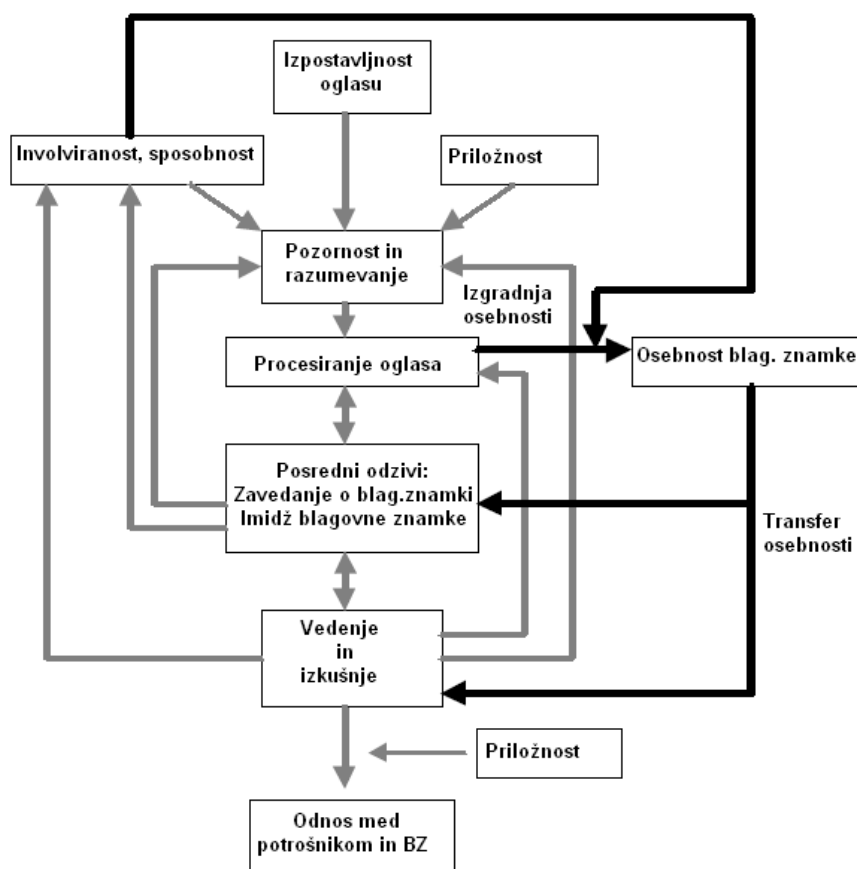 Izpostavljnost
oglasu
Involviranost, sposobnost
Priložnost
Pozornost in
razumevanje
Izgradnja
osebnosti
Procesiranje oglasa
Osebnost blag. znamke
Posredni odzivi:
Zavedanje o blag.znamki
Imidž blagovne znamke
Transfer
osebnosti
Vedenje
in
izkušnje
Priložnost
Odnos med
potrošnikom in BZ